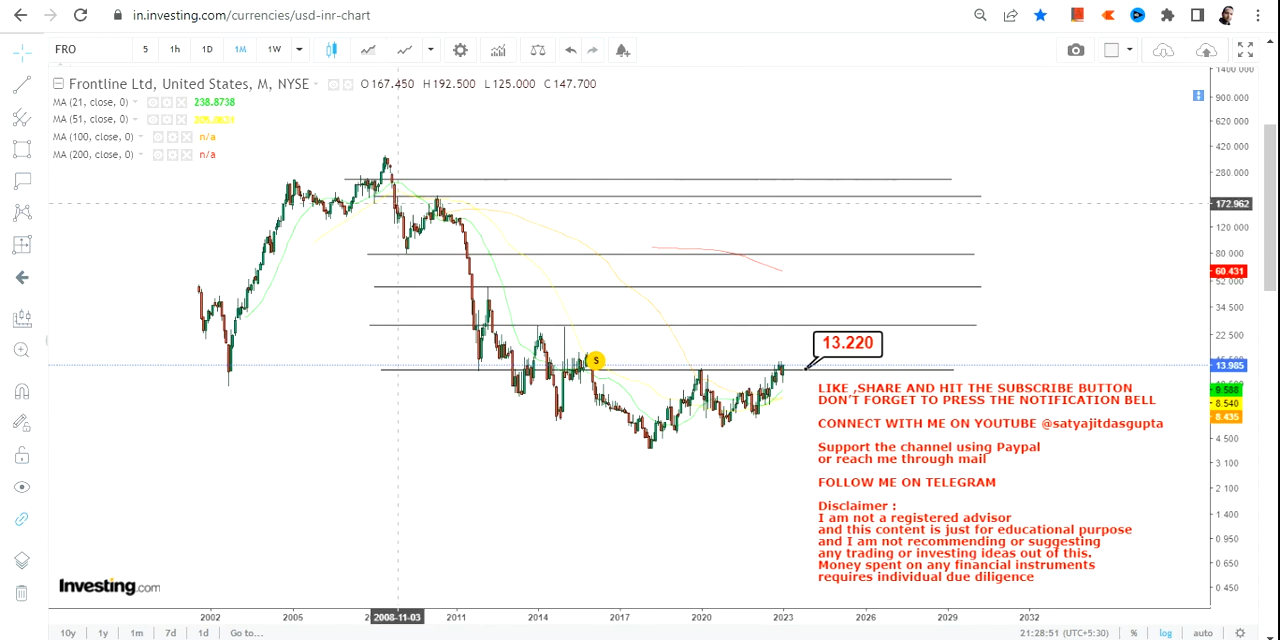 in.investing.com/currencies/usd-inr-chart
FRO 5 1h 1D 1M 1W
Frontline Ltd, United States, M, NYSE O167.450 H192.500 L125.000 C147.700
MA (21, close, 0) 238.8738
MA (51, close, 0)
MA (100, close, 0) n/a
MA (200, close, 0) n/a
1400.000
900.000
620.000
420.000
280.000
172.962
120.000
80.000
60.431
52.000
34.500
22.500
13.985
8.588
8.540
8.435
4.500
3.100
2.100
1.400
0.950
0.650
0.450
$
13.220
LIKE ,SHARE AND HIT THE SUBSCRIBE BUTTON
DON'T FORGET TO PRESS THE NOTIFICATION BELL
CONNECT WITH ME ON YOUTUBE @satyajitdasgupta
Support the channel using Paypal
or reach me through mail
FOLLOW ME ON TELEGRAM
Disclaimer :
I am not a registered advisor
and this content is just for educational purpose
and I am not recommending or suggesting
any trading or investing ideas out of this.
Money spent on any financial instruments
requires individual due diligence
Investing.com
2002 2005 2008-11-03 2011 2014 2017 2020 2023 2026 2029 2032
10y 1y 1m 7d 1d Go to... 21:28:51 (UTC+5:30) % log auto